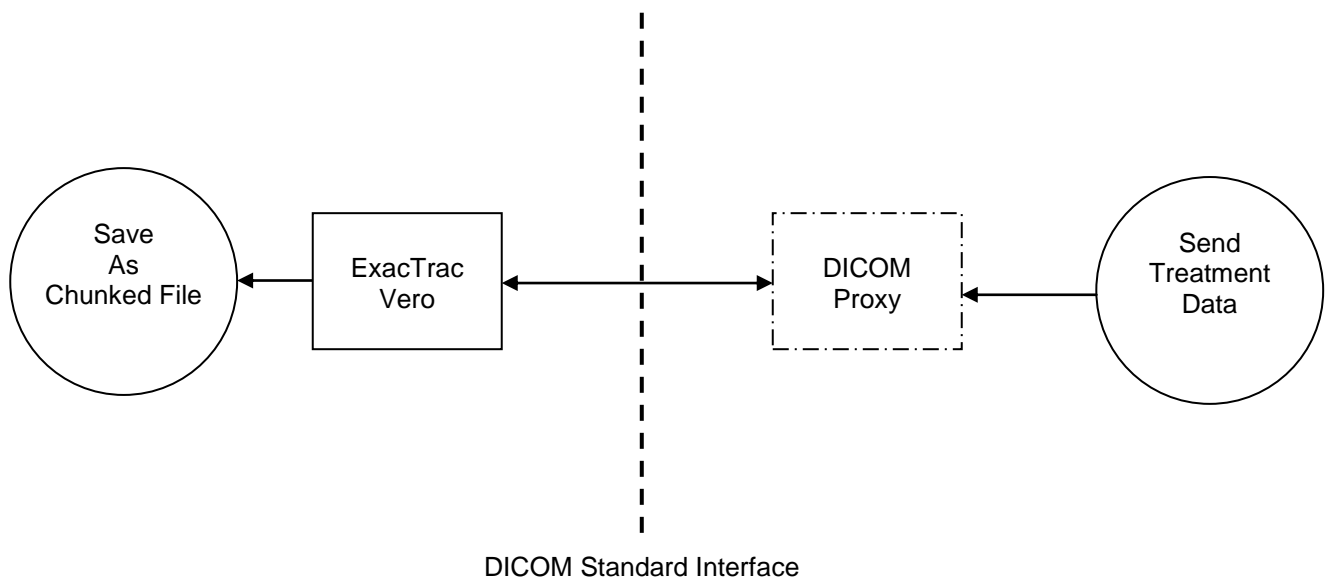 Save
As
Chunked File
ExacTrac
Vero
DICOM
Proxy
Send
Treatment
Data
DICOM Standard Interface